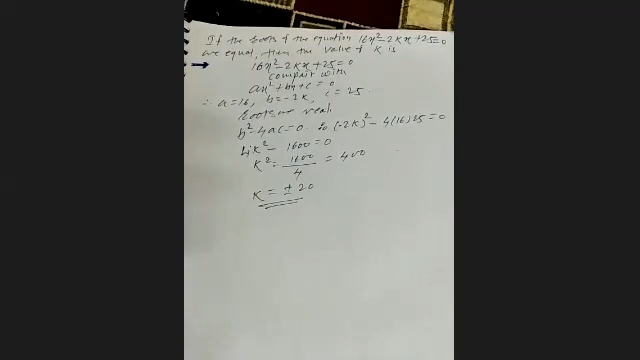 If the roots of the equation 16x² - 2Kx + 25 = 0
are equal, then the value of K is
→ 16x² - 2Kx + 25 = 0
compair with
ax² + bx + c = 0
∴ a = 16, b = -2K, c = 25
Roots are real.
b² - 4ac = 0 (-2K)² - 4(16)25 = 0
4K² - 1600 = 0
K² = 1600/4 = 400
K = ± 20